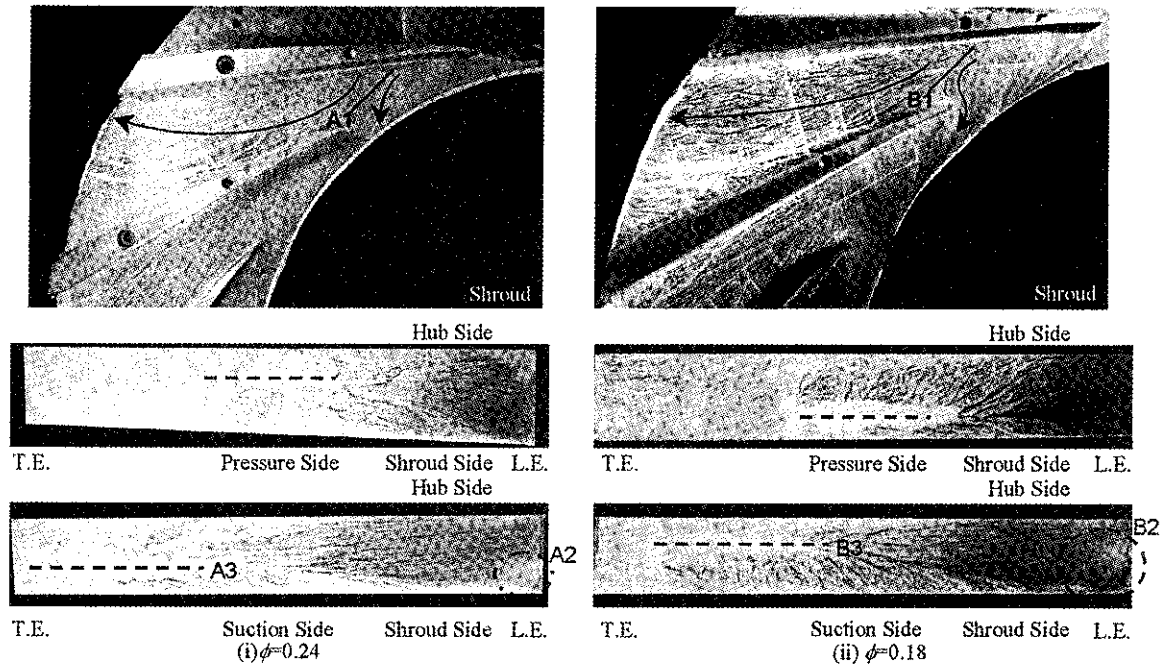 A1
Shroud
B1
Shroud
Hub Side
T.E. Pressure Side Shroud Side L.E.
Hub Side
T.E. Pressure Side Shroud Side L.E.
Hub Side
A3
A2
T.E. Suction Side Shroud Side L.E.
(i) ϕ=0.24
Hub Side
B3
B2
T.E. Suction Side Shroud Side L.E.
(ii) ϕ=0.18